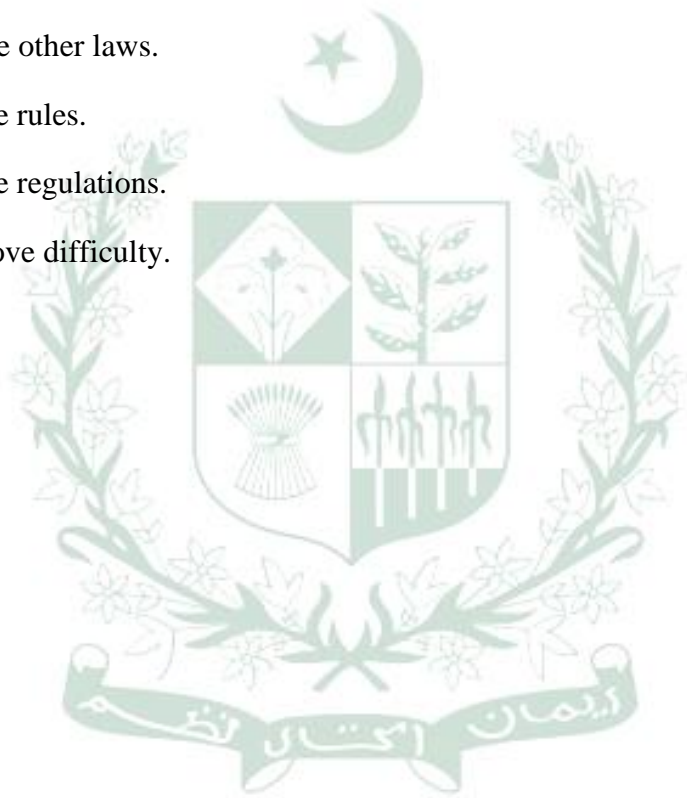 e other laws.
e rules.
e regulations.
ove difficulty.
ایمان اتحاد نظم